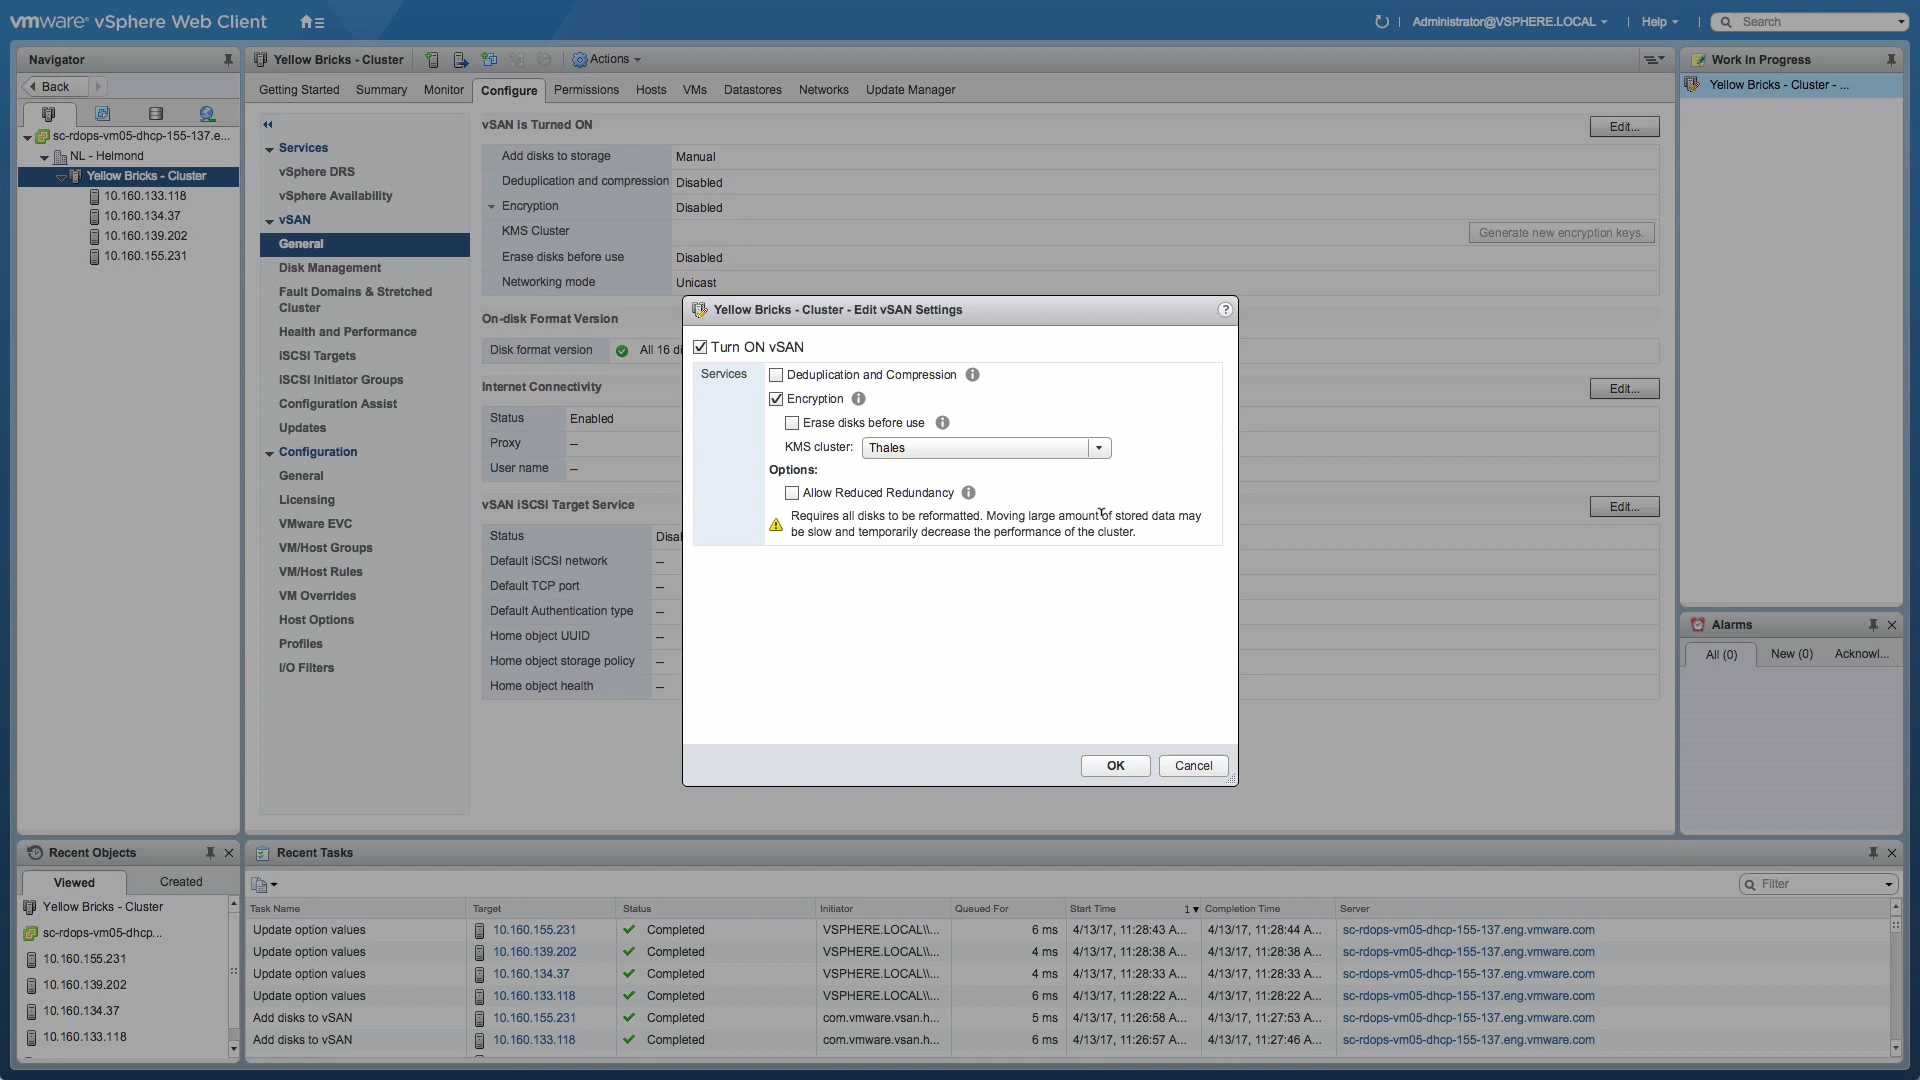 vmware® vSphere Web Client
Administrator@VSPHERE.LOCAL
Help
Search
Navigator
Back
sc-rdops-vm05-dhcp-155-137.e...
NL - Helmond
Yellow Bricks - Cluster
10.160.133.118
10.160.134.37
10.160.139.202
10.160.155.231
Yellow Bricks - Cluster
Actions
Getting Started
Summary
Monitor
Configure
Permissions
Hosts
VMs
Datastores
Networks
Update Manager
Services
vSphere DRS
vSphere Availability
vSAN
General
Disk Management
Fault Domains & Stretched
Cluster
Health and Performance
iSCSI Targets
iSCSI Initiator Groups
Configuration Assist
Updates
Configuration
General
Licensing
VMware EVC
VM/Host Groups
VM/Host Rules
VM Overrides
Host Options
Profiles
I/O Filters
vSAN Is Turned ON
Edit...
Add disks to storage
Manual
Deduplication and compression
Disabled
Encryption
Disabled
KMS Cluster
Generate new encryption keys.
Erase disks before use
Disabled
Networking mode
Unicast
On-disk Format Version
Disk format version
All 16 di
Internet Connectivity
Edit...
Status
Enabled
Proxy
--
User name
--
vSAN iSCSI Target Service
Edit...
Status
Disa
Default iSCSI network
--
Default TCP port
--
Default Authentication type
--
Home object UUID
--
Home object storage policy
--
Home object health
--
Yellow Bricks - Cluster - Edit vSAN Settings
?
Turn ON vSAN
Services
Deduplication and Compression
Encryption
Erase disks before use
KMS cluster:
Thales
Options:
Allow Reduced Redundancy
Requires all disks to be reformatted. Moving large amount of stored data may
be slow and temporarily decrease the performance of the cluster.
OK
Cancel
Work In Progress
Yellow Bricks - Cluster - ...
Alarms
All (0)
New (0)
Acknowl...
Recent Objects
Viewed
Created
Yellow Bricks - Cluster
sc-rdops-vm05-dhcp...
10.160.155.231
10.160.139.202
10.160.134.37
10.160.133.118
Recent Tasks
Filter
Task Name Target Status Initiator Queued For Start Time 1 Completion Time Server
Update option values 10.160.155.231 Completed VSPHERE.LOCAL\\... 6 ms 4/13/17, 11:28:43 A... 4/13/17, 11:28:44 A... sc-rdops-vm05-dhcp-155-137.eng.vmware.com
Update option values 10.160.139.202 Completed VSPHERE.LOCAL\\... 4 ms 4/13/17, 11:28:38 A... 4/13/17, 11:28:38 A... sc-rdops-vm05-dhcp-155-137.eng.vmware.com
Update option values 10.160.134.37 Completed VSPHERE.LOCAL\\... 4 ms 4/13/17, 11:28:33 A... 4/13/17, 11:28:33 A... sc-rdops-vm05-dhcp-155-137.eng.vmware.com
Update option values 10.160.133.118 Completed VSPHERE.LOCAL\\... 6 ms 4/13/17, 11:28:22 A... 4/13/17, 11:28:22 A... sc-rdops-vm05-dhcp-155-137.eng.vmware.com
Add disks to vSAN 10.160.155.231 Completed com.vmware.vsan.h... 5 ms 4/13/17, 11:26:58 A... 4/13/17, 11:27:53 A... sc-rdops-vm05-dhcp-155-137.eng.vmware.com
Add disks to vSAN 10.160.133.118 Completed com.vmware.vsan.h... 6 ms 4/13/17, 11:26:57 A... 4/13/17, 11:27:46 A... sc-rdops-vm05-dhcp-155-137.eng.vmware.com